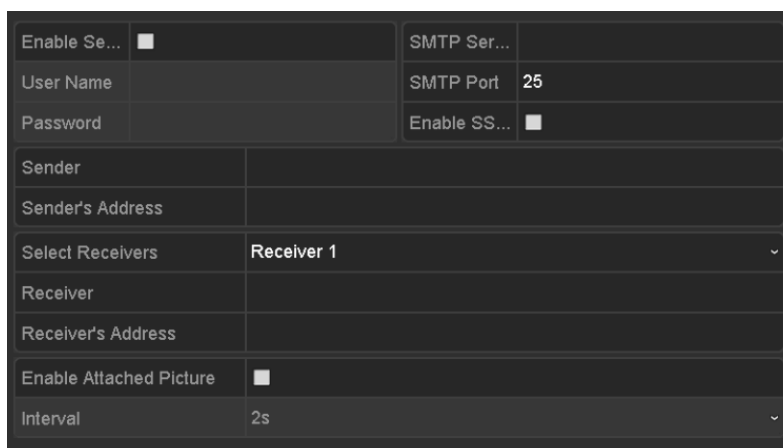 Enable Se... SMTP Ser...
User Name SMTP Port 25
Password Enable SS...
Sender
Sender's Address
Select Receivers Receiver 1
Receiver
Receiver's Address
Enable Attached Picture
Interval 2s